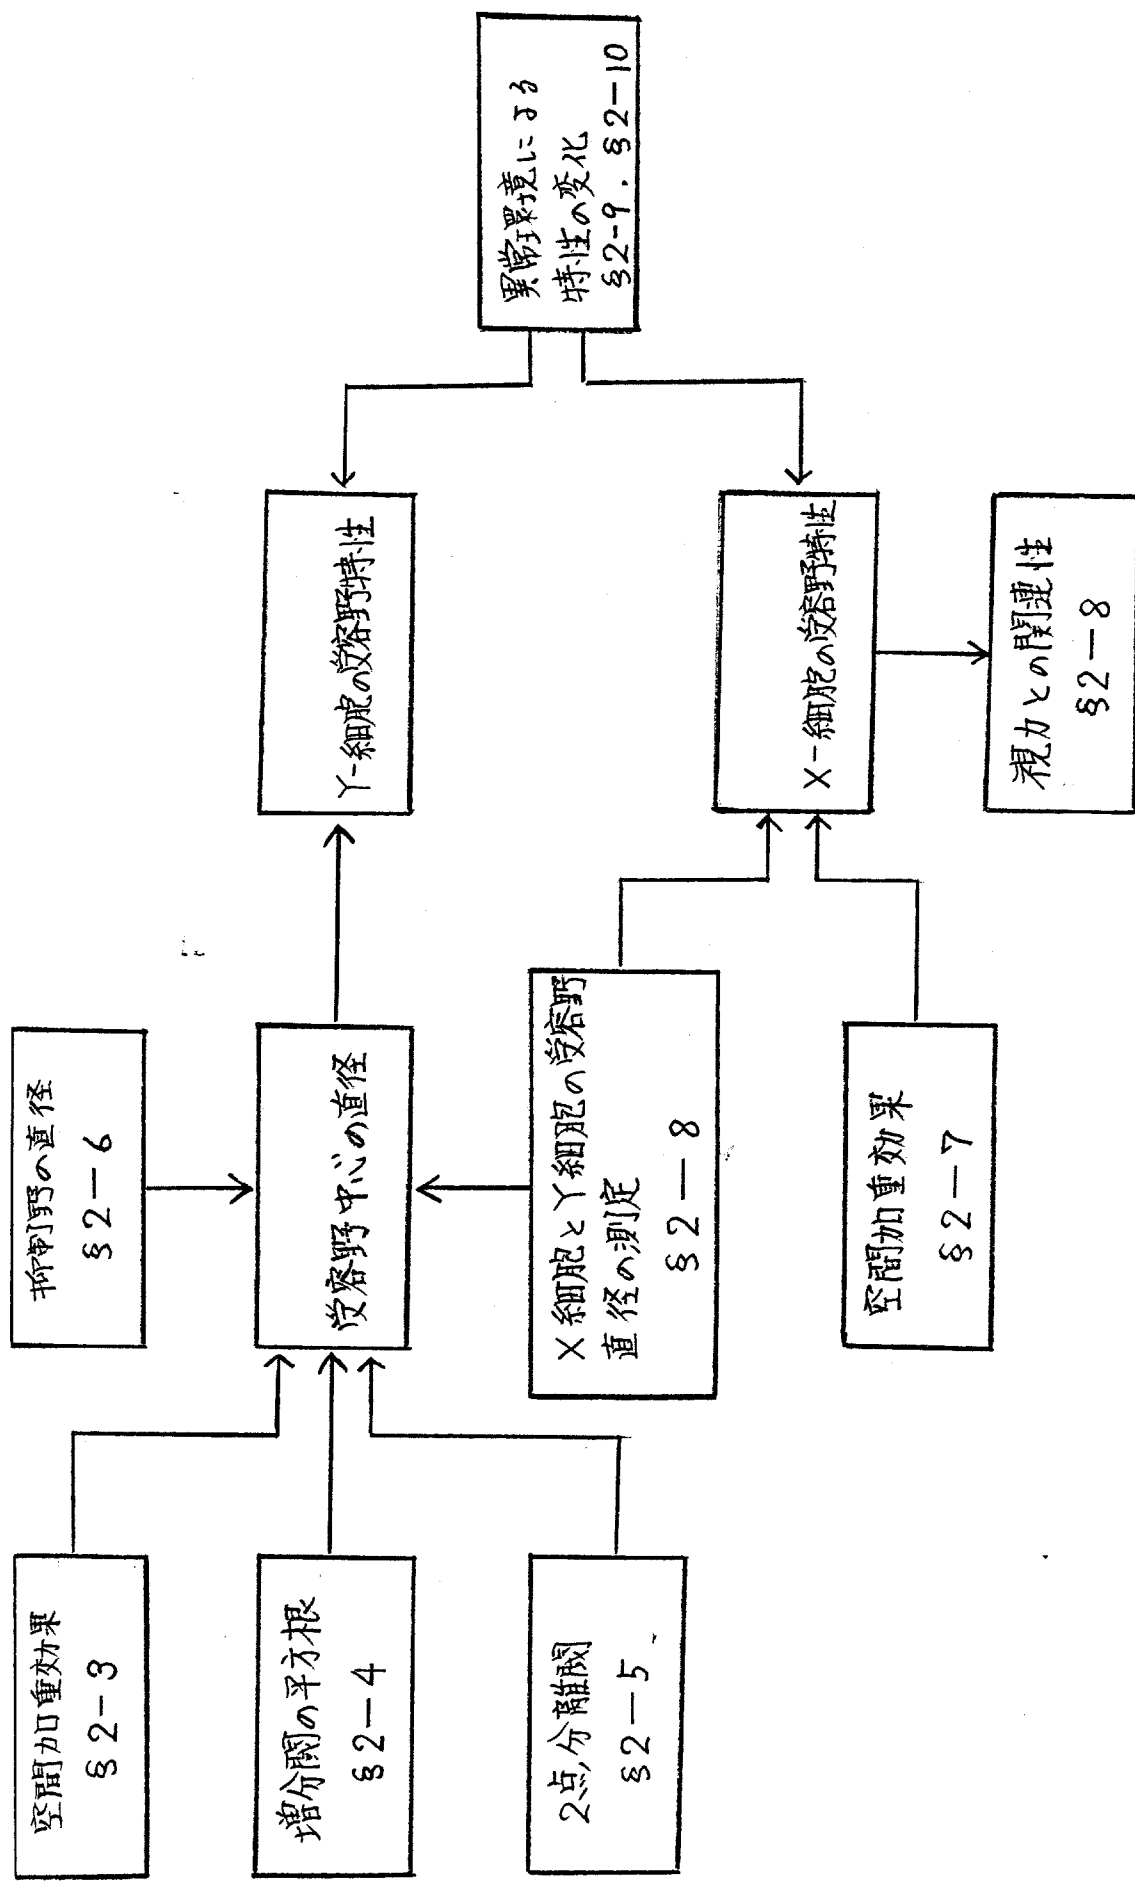 空間加重効果
§2-3
増分閾の平方根
§2-4
2点分離閾
§2-5
抑制野の直径
§2-6
受容野中心の直径
X細胞とY細胞の受容野
直径の測定
§2-8
空間加重効果
§2-7
Y-細胞の受容野特性
X-細胞の受容野特性
視力との関連性
§2-8
異常環境による
特性の変化
§2-9. §2-10